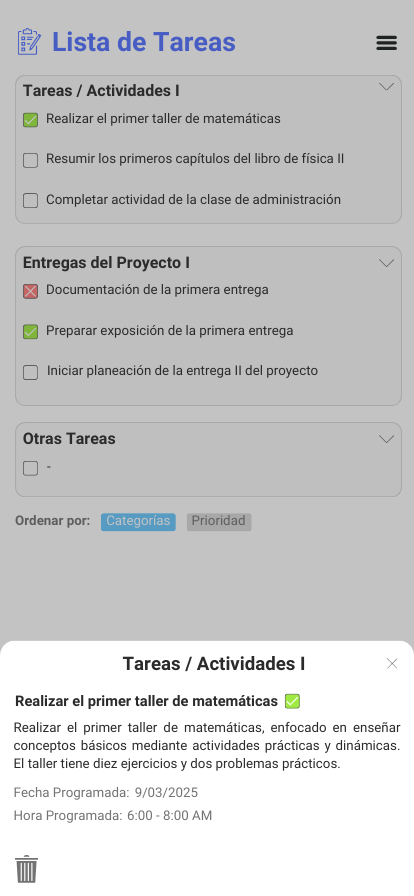 Lista de Tareas
Tareas / Actividades I
Realizar el primer taller de matemáticas
Resumir los primeros capítulos del libro de física II
Completar actividad de la clase de administración
Entregas del Proyecto I
Documentación de la primera entrega
Preparar exposición de la primera entrega
Iniciar planeación de la entrega II del proyecto
Otras Tareas
-
Ordenar por: Categorías Prioridad
Tareas / Actividades I
Realizar el primer taller de matemáticas
Realizar el primer taller de matemáticas, enfocado en enseñar
conceptos básicos mediante actividades prácticas y dinámicas.
El taller tiene diez ejercicios y dos problemas prácticos.
Fecha Programada: 9/03/2025
Hora Programada: 6:00 - 8:00 AM